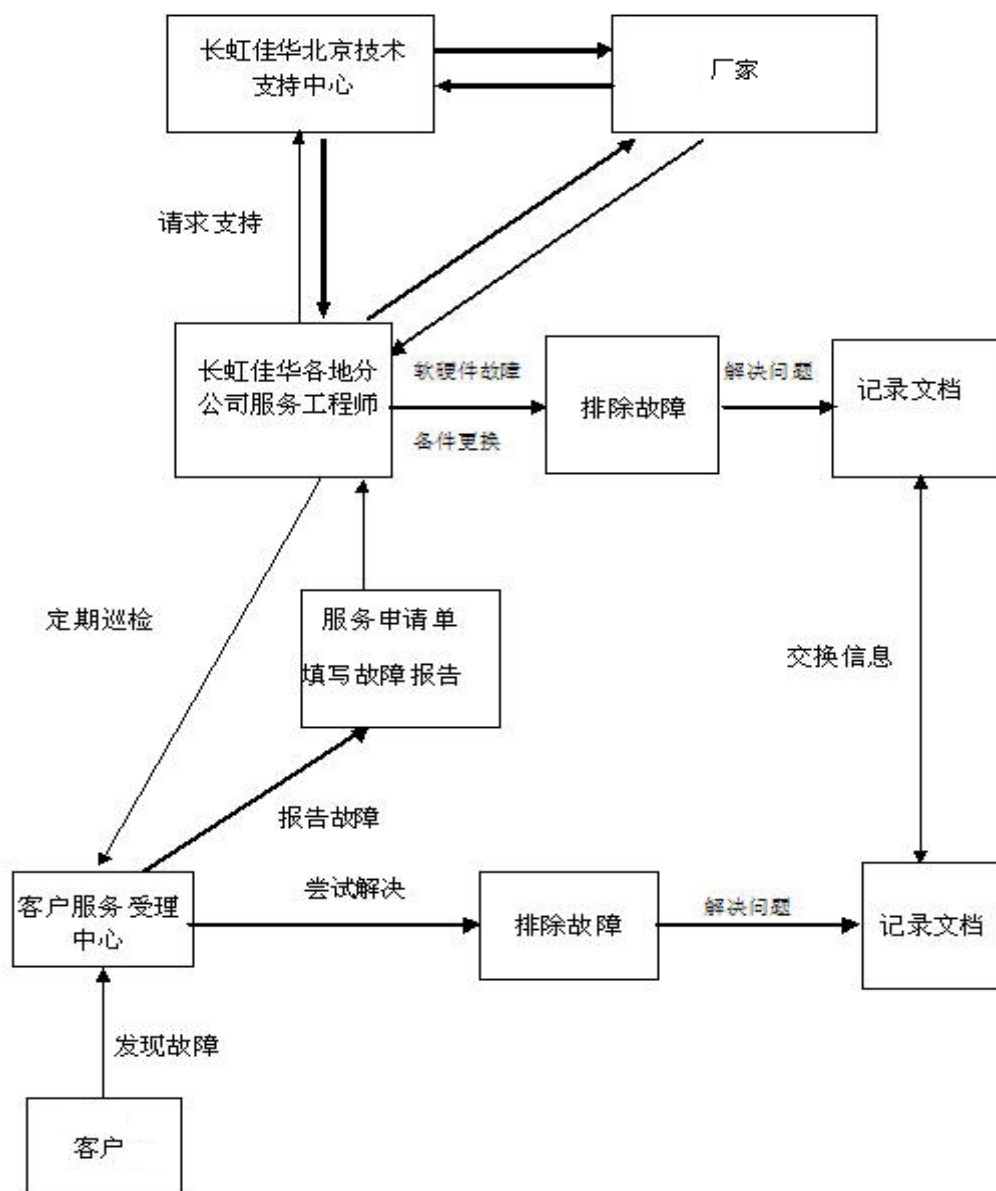 长虹佳华北京技术
支持中心
厂家
请求支持
长虹佳华各地分
公司服务工程师
软硬件故障
备件更换
排除故障
解决问题
记录文档
定期巡检
服务申请单
填写故障报告
交换信息
报告故障
客户服务受理
中心
尝试解决
排除故障
解决问题
记录文档
发现故障
客户